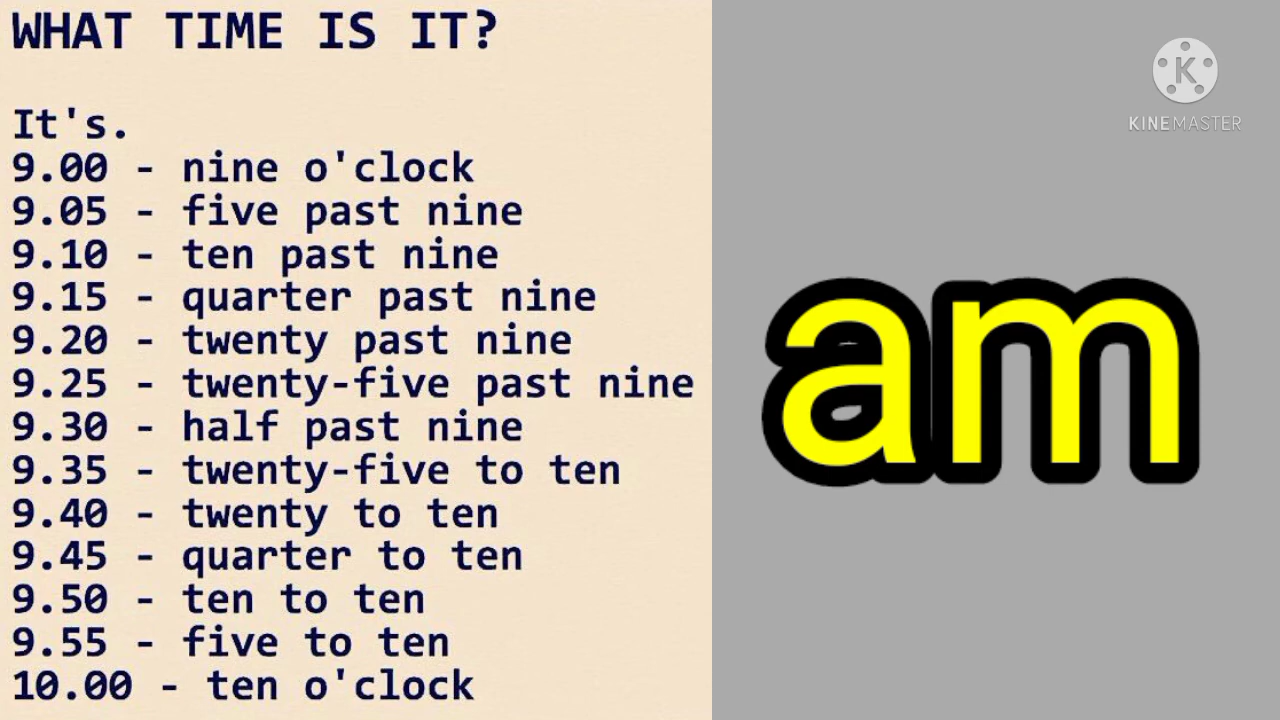 WHAT TIME IS IT?
It's.
9.00 - nine o'clock
9.05 - five past nine
9.10 - ten past nine
9.15 - quarter past nine
9.20 - twenty past nine
9.25 - twenty-five past nine
9.30 - half past nine
9.35 - twenty-five to ten
9.40 - twenty to ten
9.45 - quarter to ten
9.50 - ten to ten
9.55 - five to ten
10.00 - ten o'clock
K
KINEMASTER
am